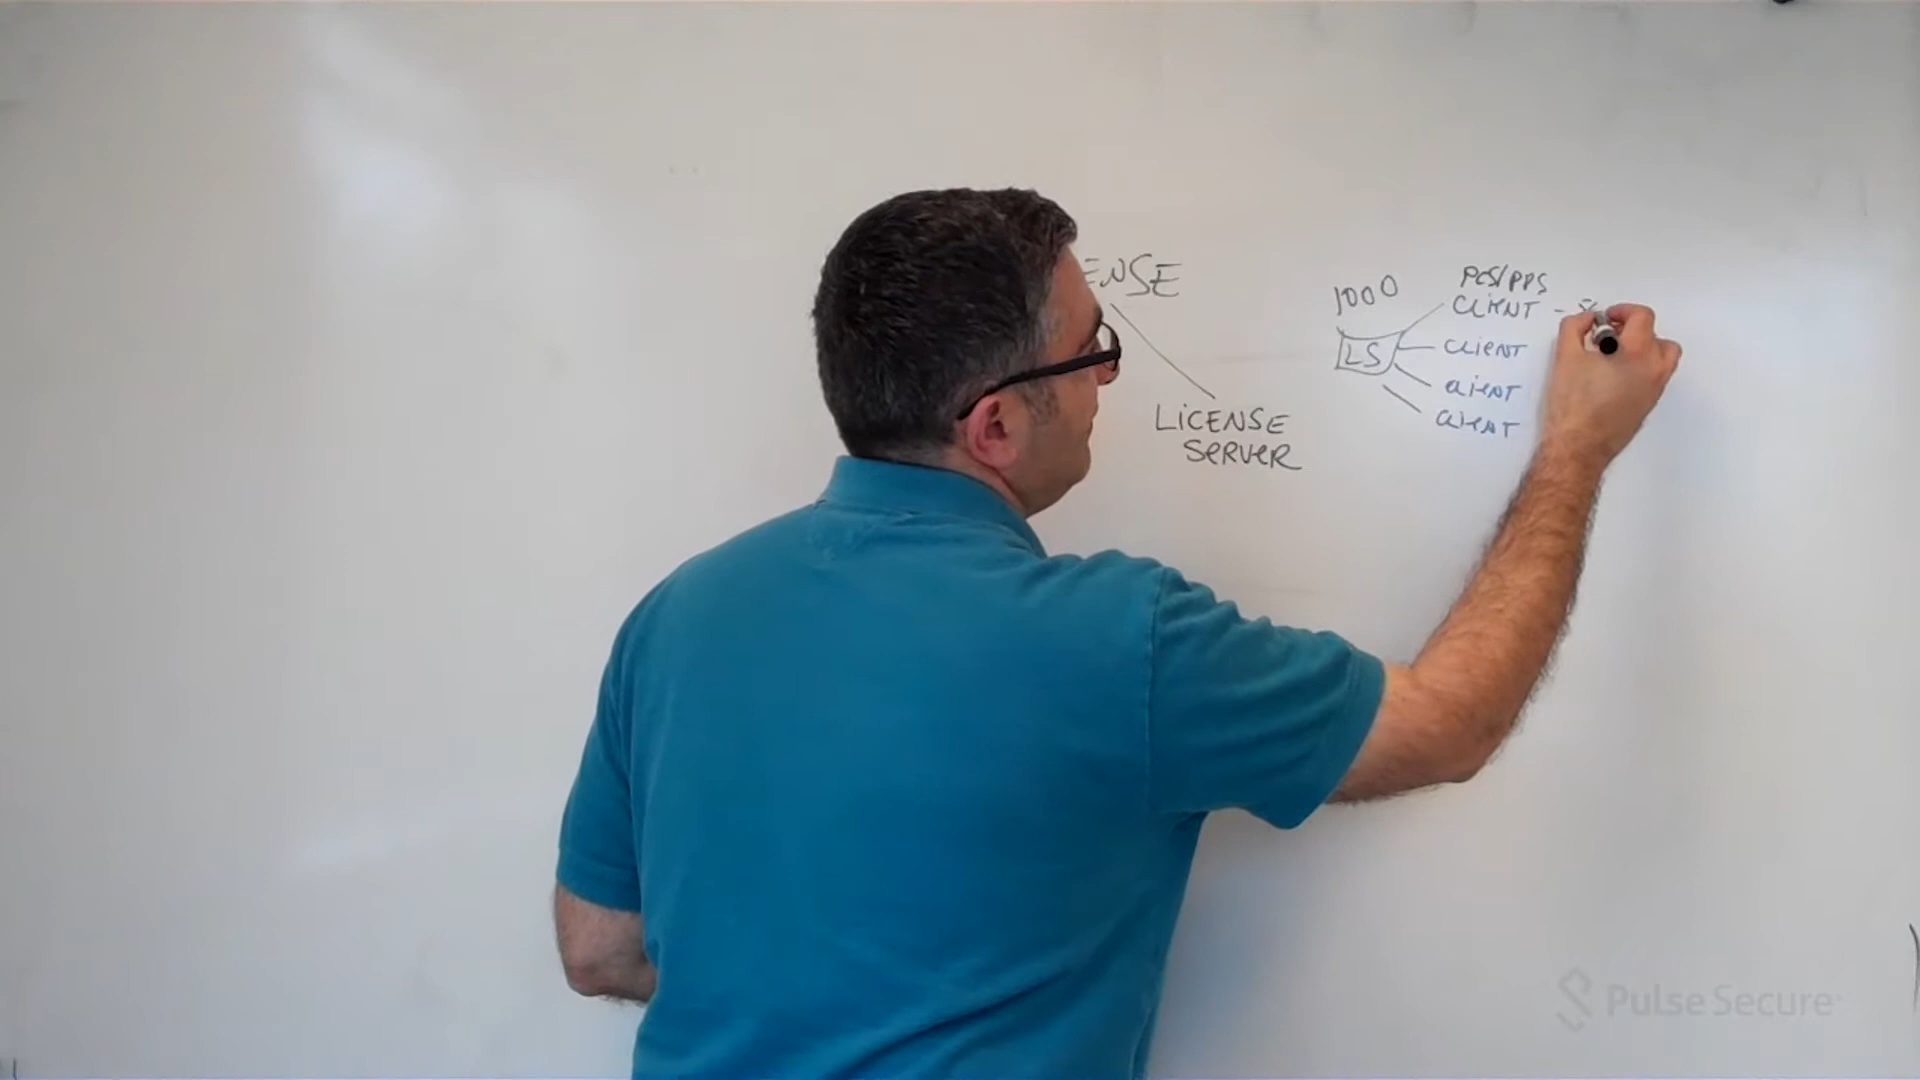 ENSE
LICENSE
SERVER
1000
LS
PCS/PPS
CLIENT -
CLIENT
CLIENT
CLIENT
Pulse Secure